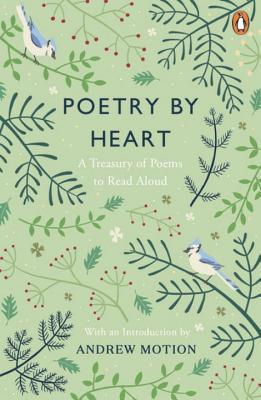 POETRY BY
HEART
A Treasury of Poems
to Read Aloud
With an Introduction by
ANDREW MOTION